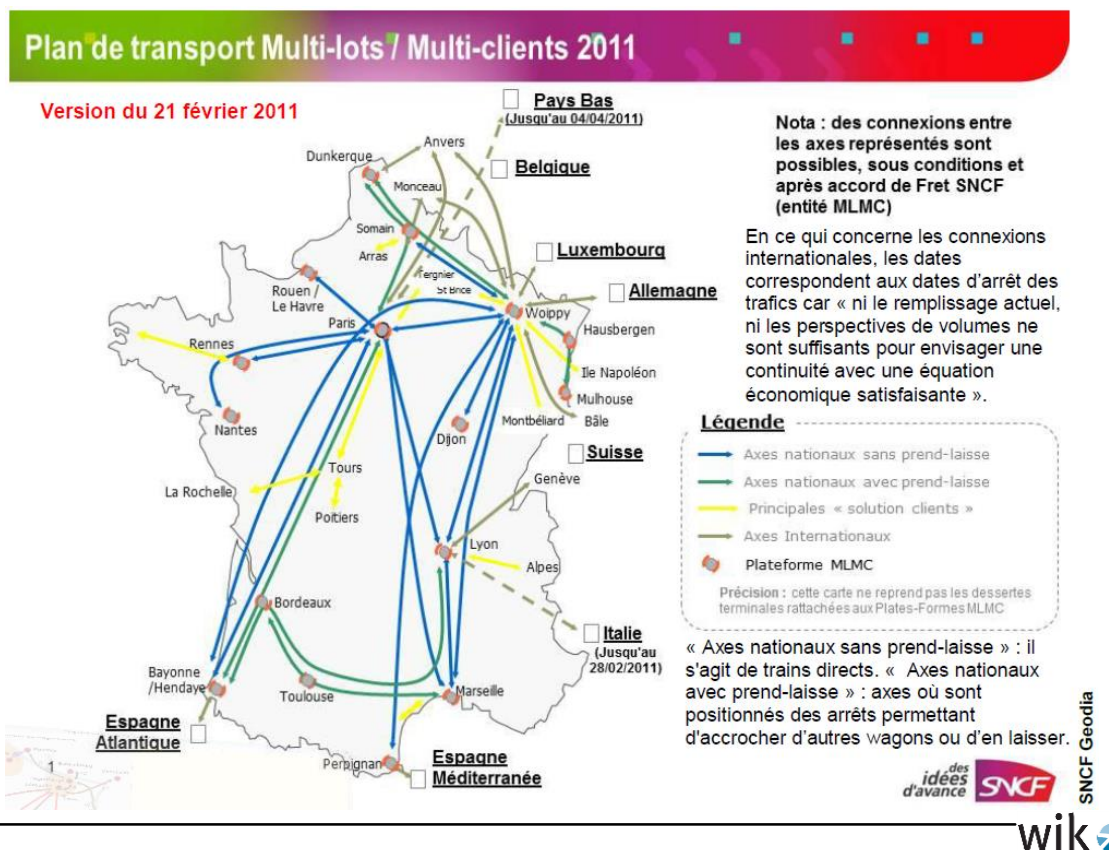 Plan de transport Multi-lots / Multi-clients 2011
Version du 21 février 2011
Pays Bas
(Jusqu'au 04/04/2011)
Anvers
Dunkerque
Belgique
Monceau
Somain
Arras
Luxembourg
Tergnier
St Brice
Allemagne
Rouen /
Le Havre
Paris
Woippy
Hausbergen
Rennes
Ile Napoléon
Mulhouse
Nantes
Dijon
Montbéliard
Bâle
Suisse
Tours
Genève
La Rochelle
Poitiers
Lyon
Alpes
Bordeaux
Italie
(Jusqu'au
28/02/2011)
Bayonne
/Hendaye
Toulouse
Marseille
Espagne
Atlantique
Perpignan
Espagne
Méditerranée
1
Nota : des connexions entre
les axes représentés sont
possibles, sous conditions et
après accord de Fret SNCF
(entité MLMC)
En ce qui concerne les connexions
internationales, les dates
correspondent aux dates d'arrêt des
trafics car « ni le remplissage actuel,
ni les perspectives de volumes ne
sont suffisants pour envisager une
continuité avec une équation
économique satisfaisante ».
Légende
Axes nationaux sans prend-laisse
Axes nationaux avec prend-laisse
Principales « solution clients »
Axes Internationaux
Plateforme MLMC
Précision : cette carte ne reprend pas les dessertes
terminales rattachées aux Plates-Formes MLMC
« Axes nationaux sans prend-laisse » : il
s'agit de trains directs. « Axes nationaux
avec prend-laisse » : axes où sont
positionnés des arrêts permettant
d'accrocher d'autres wagons ou d'en laisser.
des
idées
d'avance
SNCF
SNCF Geodia
wik